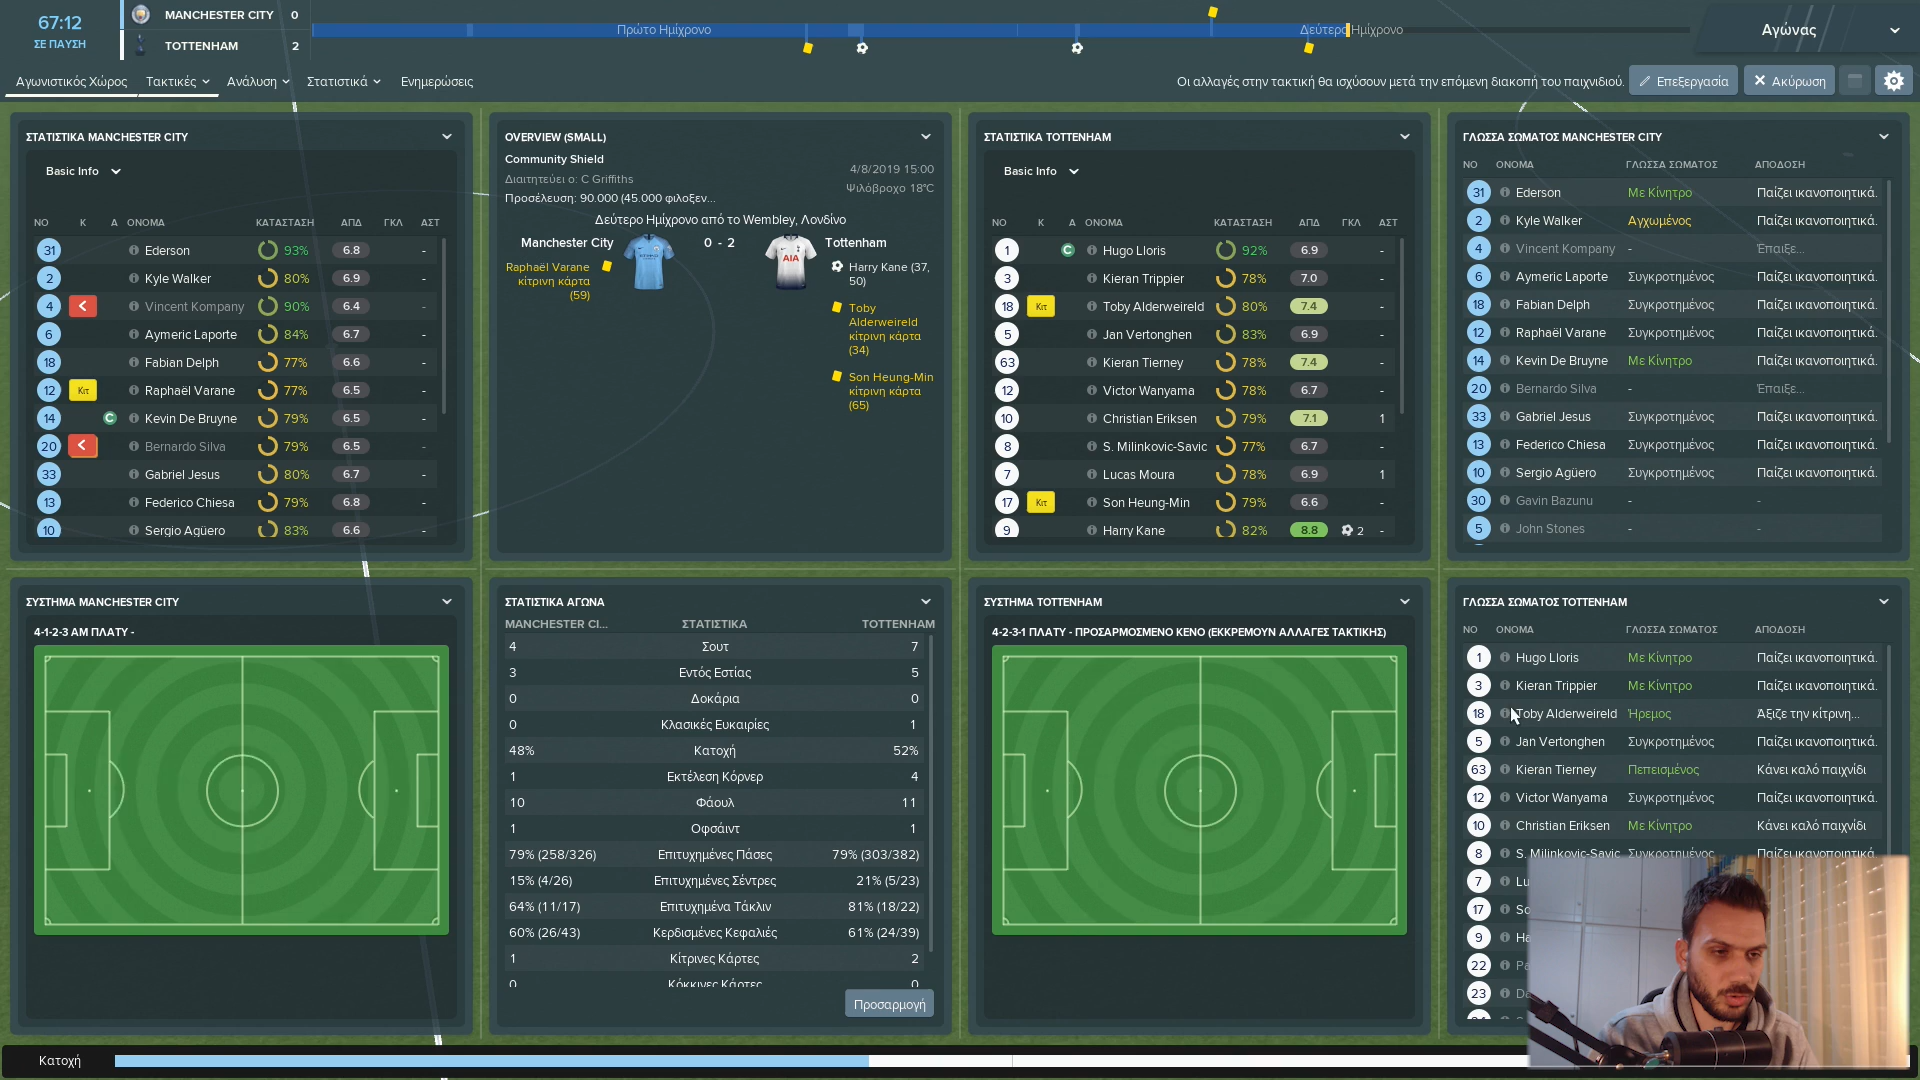 67:12
ΣΕ ΠΑΥΣΗ
MANCHESTER CITY 0
TOTTENHAM 2
Πρώτο Ημίχρονο
Δεύτερο Ημίχρονο
Αγώνας
Αγωνιστικός Χώρος
Τακτικές
Ανάλυση
Στατιστικά
Ενημερώσεις
Οι αλλαγές στην τακτική θα ισχύσουν μετά την επόμενη διακοπή του παιχνιδιού.
Επεξεργασία
Ακύρωση
ΣΤΑΤΙΣΤΙΚΑ MANCHESTER CITY
Basic Info
ΝΟ Κ Α ΟΝΟΜΑ ΚΑΤΑΣΤΑΣΗ ΑΠΔ ΓΚΛ ΑΣΤ
31 Ederson 93% 6.8 -
2 Kyle Walker 80% 6.9 -
4 Vincent Kompany 90% 6.4 -
6 Aymeric Laporte 84% 6.7 -
18 Fabian Delph 77% 6.6 -
12 Κιτ Raphaël Varane 77% 6.5 -
14 C Kevin De Bruyne 79% 6.5 -
20 Bernardo Silva 79% 6.5 -
33 Gabriel Jesus 80% 6.7 -
13 Federico Chiesa 79% 6.8 -
10 Sergio Agüero 83% 6.6 -
OVERVIEW (SMALL)
Community Shield
4/8/2019 15:00
Διαιτητεύει ο: C Griffiths
Ψιλόβροχο 18°C
Προσέλευση: 90.000 (45.000 φιλοξεν...
Δεύτερο Ημίχρονο από το Wembley, Λονδίνο
Manchester City 0 - 2 Tottenham
Raphaël Varane
κίτρινη κάρτα
(59)
AIA
Harry Kane (37,
50)
Toby
Alderweireld
κίτρινη κάρτα
(34)
Son Heung-Min
κίτρινη κάρτα
(65)
ΣΤΑΤΙΣΤΙΚΑ TOTTENHAM
Basic Info
ΝΟ Κ Α ΟΝΟΜΑ ΚΑΤΑΣΤΑΣΗ ΑΠΔ ΓΚΛ ΑΣΤ
1 C Hugo Lloris 92% 6.9 -
3 Kieran Trippier 78% 7.0 -
18 Κιτ Toby Alderweireld 80% 7.4 -
5 Jan Vertonghen 83% 6.9 -
63 Kieran Tierney 78% 7.4 -
12 Victor Wanyama 78% 6.7 -
10 Christian Eriksen 79% 7.1 1
8 S. Milinkovic-Savic 77% 6.7 -
7 Lucas Moura 78% 6.9 1
17 Κιτ Son Heung-Min 79% 6.6 -
9 Harry Kane 82% 8.8 2 -
ΓΛΩΣΣΑ ΣΩΜΑΤΟΣ MANCHESTER CITY
ΝΟ ΟΝΟΜΑ ΓΛΩΣΣΑ ΣΩΜΑΤΟΣ ΑΠΟΔΟΣΗ
31 Ederson Με Κίνητρο Παίζει ικανοποιητικά.
2 Kyle Walker Αγχωμένος Παίζει ικανοποιητικά.
4 Vincent Kompany - Έπαιξε...
6 Aymeric Laporte Συγκροτημένος Παίζει ικανοποιητικά.
18 Fabian Delph Συγκροτημένος Παίζει ικανοποιητικά.
12 Raphaël Varane Συγκροτημένος Παίζει ικανοποιητικά.
14 Kevin De Bruyne Με Κίνητρο Παίζει ικανοποιητικά.
20 Bernardo Silva - Έπαιξε...
33 Gabriel Jesus Συγκροτημένος Παίζει ικανοποιητικά.
13 Federico Chiesa Συγκροτημένος Παίζει ικανοποιητικά.
10 Sergio Agüero Συγκροτημένος Παίζει ικανοποιητικά.
30 Gavin Bazunu - -
5 John Stones - -
ΣΥΣΤΗΜΑ MANCHESTER CITY
4-1-2-3 ΑΜ ΠΛΑΤΥ -
ΣΤΑΤΙΣΤΙΚΑ ΑΓΩΝΑ
MANCHESTER CI... ΣΤΑΤΙΣΤΙΚΑ TOTTENHAM
4 Σουτ 7
3 Εντός Εστίας 5
0 Δοκάρια 0
0 Κλασικές Ευκαιρίες 1
48% Κατοχή 52%
1 Εκτέλεση Κόρνερ 4
10 Φάουλ 11
1 Οφσάιντ 1
79% (258/326) Επιτυχημένες Πάσες 79% (303/382)
15% (4/26) Επιτυχημένες Σέντρες 21% (5/23)
64% (11/17) Επιτυχημένα Τάκλιν 81% (18/22)
60% (26/43) Κερδισμένες Κεφαλιές 61% (24/39)
1 Κίτρινες Κάρτες 2
0 Κόκκινες Κάρτες 0
Προσαρμογή
ΣΥΣΤΗΜΑ TOTTENHAM
4-2-3-1 ΠΛΑΤΥ - ΠΡΟΣΑΡΜΟΣΜΕΝΟ ΚΕΝΟ (ΕΚΚΡΕΜΟΥΝ ΑΛΛΑΓΕΣ ΤΑΚΤΙΚΗΣ)
ΓΛΩΣΣΑ ΣΩΜΑΤΟΣ TOTTENHAM
ΝΟ ΟΝΟΜΑ ΓΛΩΣΣΑ ΣΩΜΑΤΟΣ ΑΠΟΔΟΣΗ
1 Hugo Lloris Με Κίνητρο Παίζει ικανοποιητικά.
3 Kieran Trippier Με Κίνητρο Παίζει ικανοποιητικά.
18 Toby Alderweireld Ήρεμος Άξιζε την κίτρινη...
5 Jan Vertonghen Συγκροτημένος Παίζει ικανοποιητικά.
63 Kieran Tierney Πεπεισμένος Κάνει καλό παιχνίδι
12 Victor Wanyama Συγκροτημένος Παίζει ικανοποιητικά.
10 Christian Eriksen Με Κίνητρο Κάνει καλό παιχνίδι
8 S. Milinkovic-Savic Συγκροτημένος Παίζει ικανοποιητικά.
7 Lu
17 So
9 Ha
22 Pa
23 Da
Κατοχή